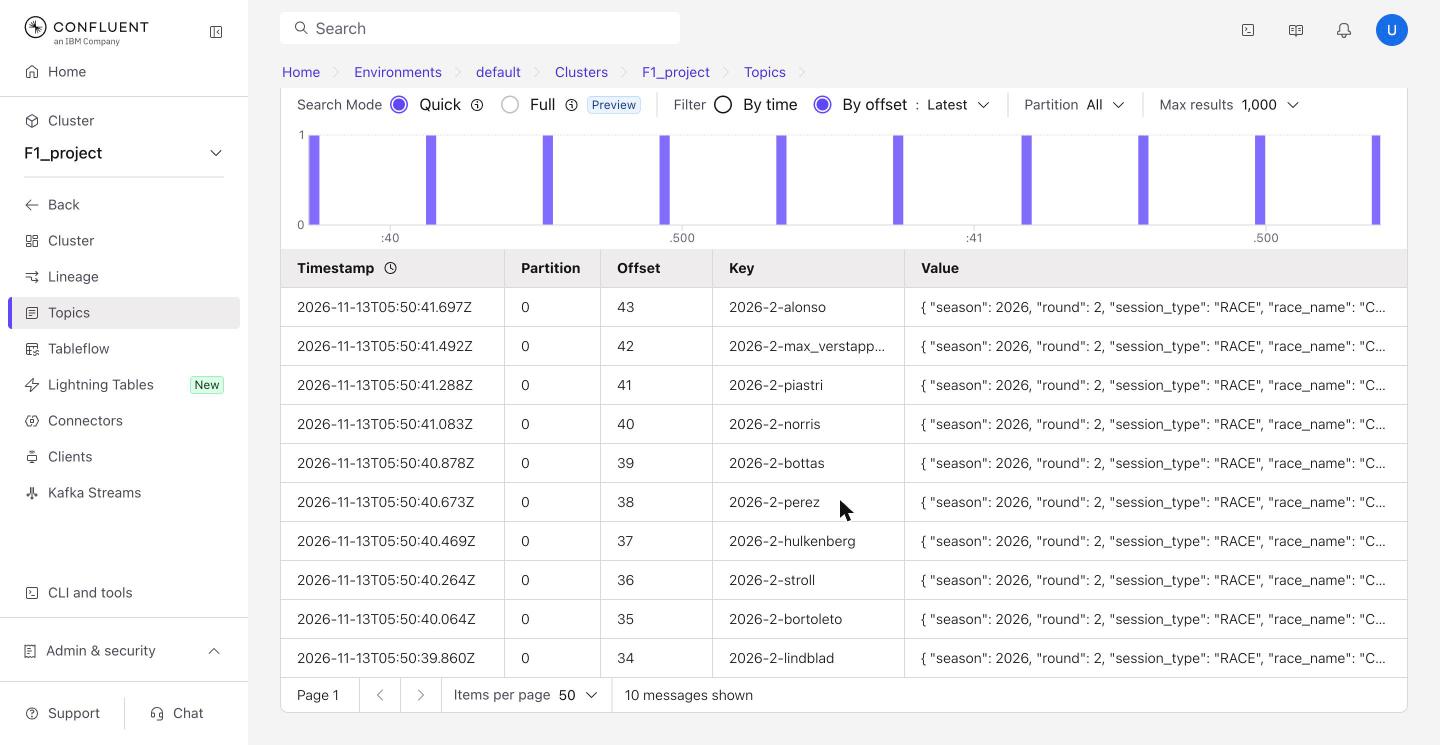 CONFLUENT
an IBM Company
Home
Cluster
F1_project
Back
Cluster
Lineage
Topics
Tableflow
Lightning Tables New
Connectors
Clients
Kafka Streams
CLI and tools
Admin & security
Support Chat
Search
U
Home Environments default Clusters F1_project Topics
Search Mode Quick Full Preview Filter By time By offset : Latest Partition All Max results 1,000
1
0
:40 .500 :41 .500
Timestamp Partition Offset Key Value
2026-11-13T05:50:41.697Z 0 43 2026-2-alonso { "season": 2026, "round": 2, "session_type": "RACE", "race_name": "C...
2026-11-13T05:50:41.492Z 0 42 2026-2-max_verstapp... { "season": 2026, "round": 2, "session_type": "RACE", "race_name": "C...
2026-11-13T05:50:41.288Z 0 41 2026-2-piastri { "season": 2026, "round": 2, "session_type": "RACE", "race_name": "C...
2026-11-13T05:50:41.083Z 0 40 2026-2-norris { "season": 2026, "round": 2, "session_type": "RACE", "race_name": "C...
2026-11-13T05:50:40.878Z 0 39 2026-2-bottas { "season": 2026, "round": 2, "session_type": "RACE", "race_name": "C...
2026-11-13T05:50:40.673Z 0 38 2026-2-perez { "season": 2026, "round": 2, "session_type": "RACE", "race_name": "C...
2026-11-13T05:50:40.469Z 0 37 2026-2-hulkenberg { "season": 2026, "round": 2, "session_type": "RACE", "race_name": "C...
2026-11-13T05:50:40.264Z 0 36 2026-2-stroll { "season": 2026, "round": 2, "session_type": "RACE", "race_name": "C...
2026-11-13T05:50:40.064Z 0 35 2026-2-bortoleto { "season": 2026, "round": 2, "session_type": "RACE", "race_name": "C...
2026-11-13T05:50:39.860Z 0 34 2026-2-lindblad { "season": 2026, "round": 2, "session_type": "RACE", "race_name": "C...
Page 1 Items per page 50 10 messages shown